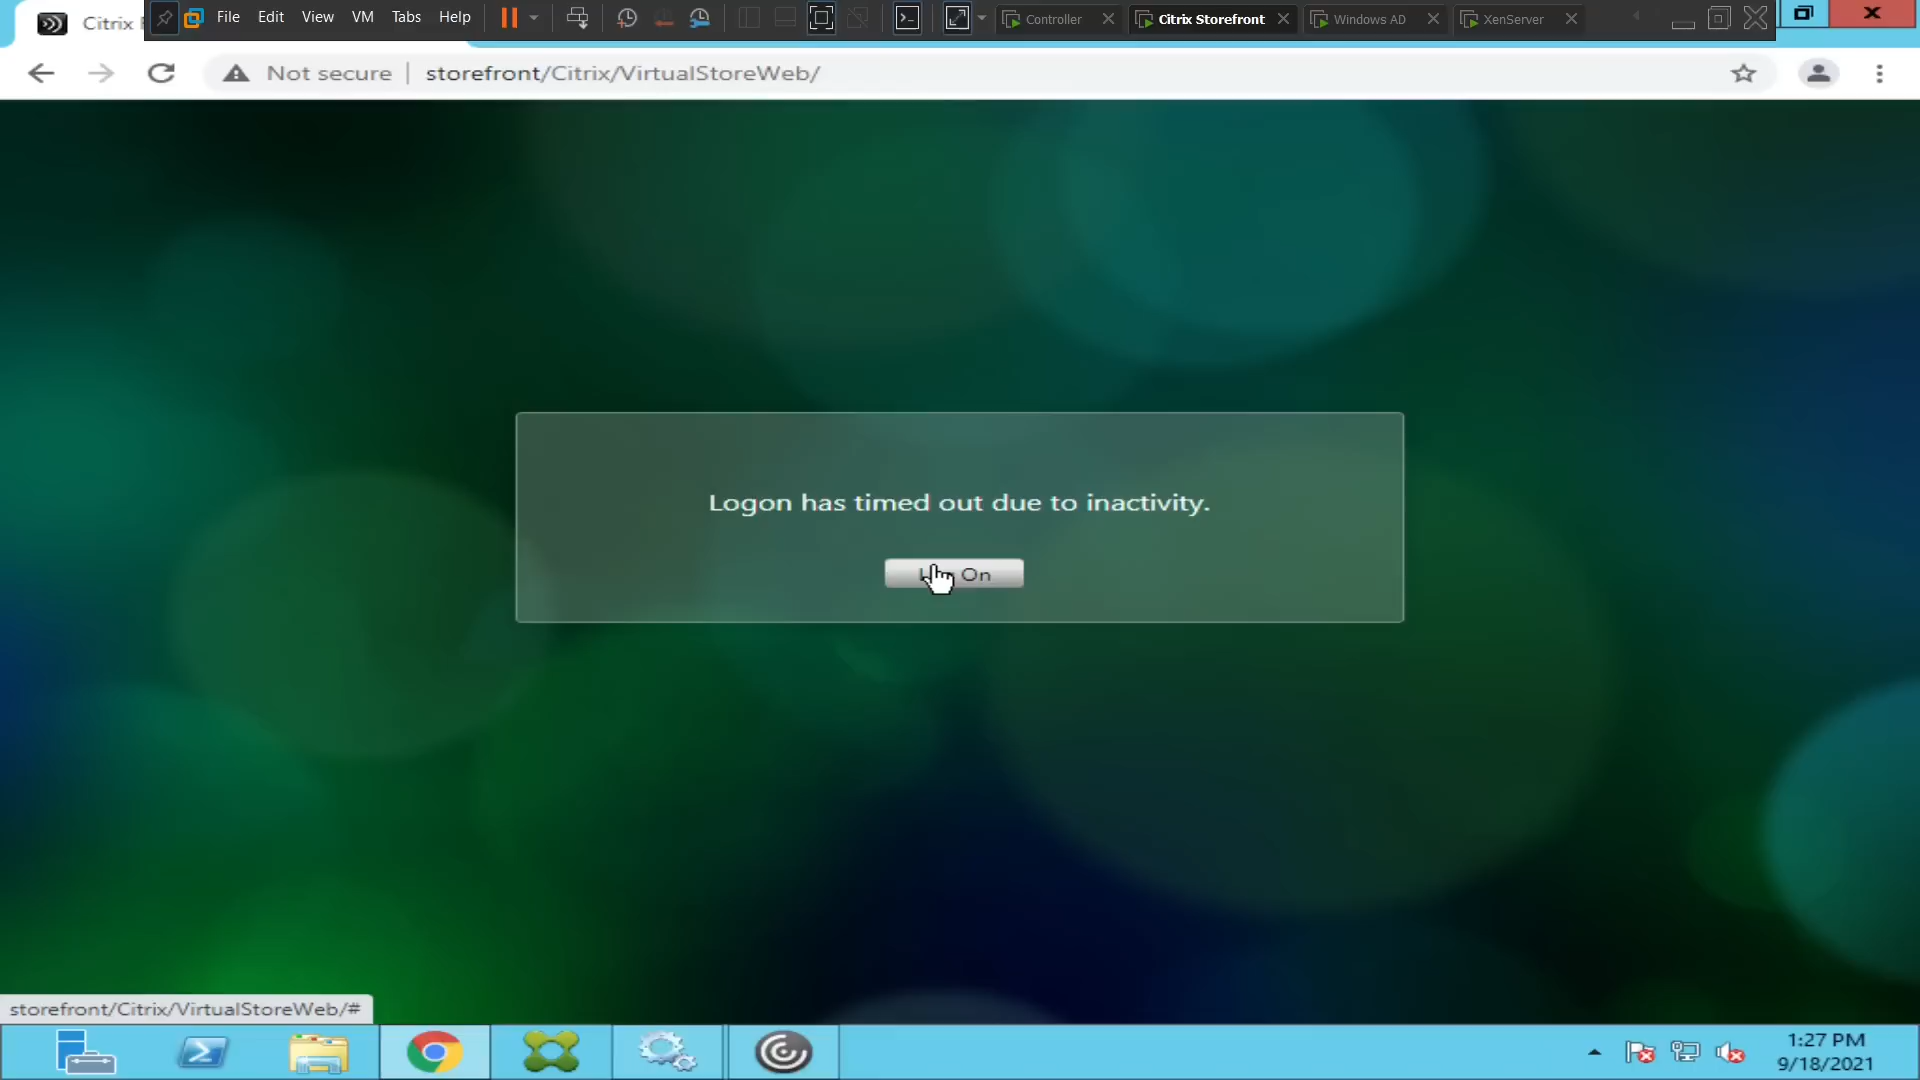 Citrix
File Edit View VM Tabs Help
Controller
Citrix Storefront
Windows AD
XenServer
Not secure
storefront/Citrix/VirtualStoreWeb/
Logon has timed out due to inactivity.
On
storefront/Citrix/VirtualStoreWeb/#
1:27 PM
9/18/2021